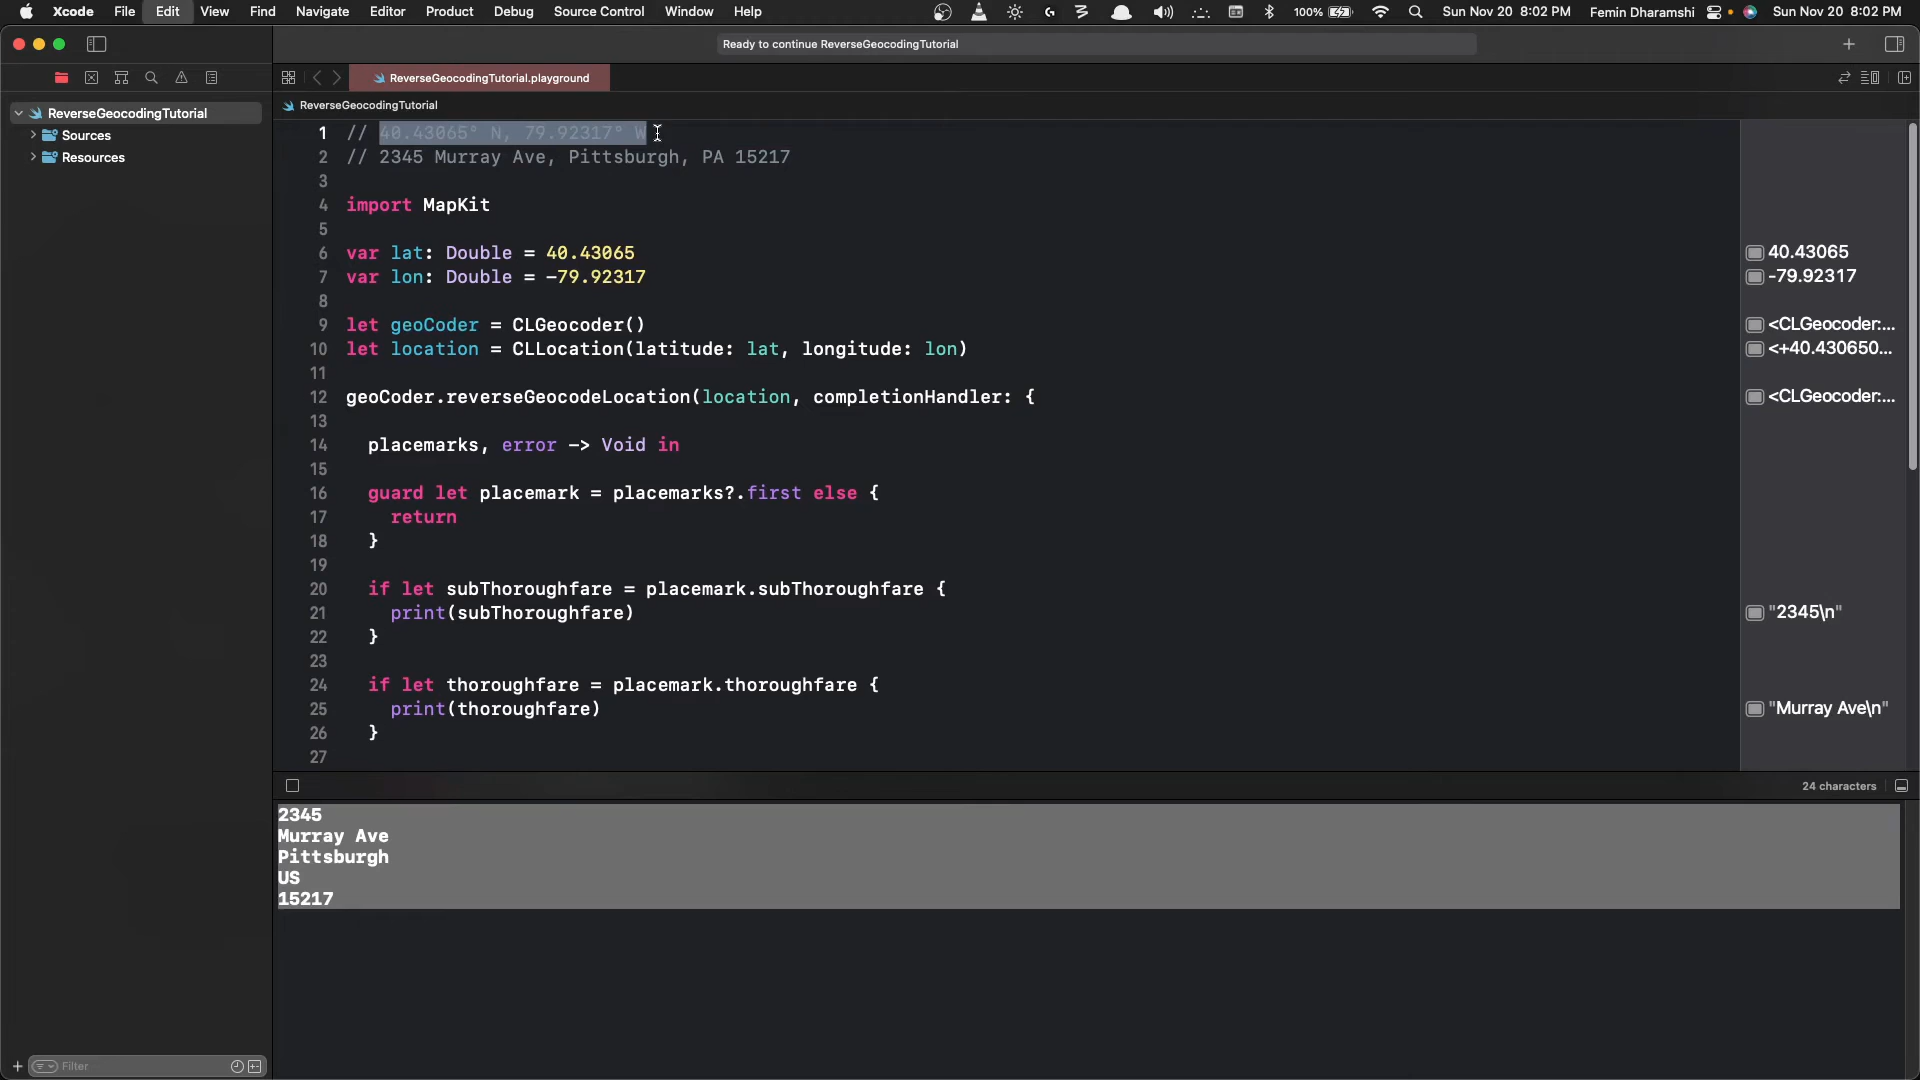 Xcode File Edit View Find Navigate Editor Product Debug Source Control Window Help 100% Sun Nov 20 8:02 PM Femin Dharamshi Sun Nov 20 8:02 PM
Ready to continue ReverseGeocodingTutorial
ReverseGeocodingTutorial.playground
ReverseGeocodingTutorial
ReverseGeocodingTutorial
Sources
Resources
1 // 40.43065° N, 79.92317° W
2 // 2345 Murray Ave, Pittsburgh, PA 15217
3
4 import MapKit
5
6 var lat: Double = 40.43065 40.43065
7 var lon: Double = -79.92317 -79.92317
8
9 let geoCoder = CLGeocoder() <CLGeocoder:...
10 let location = CLLocation(latitude: lat, longitude: lon) <+40.430650...
11
12 geoCoder.reverseGeocodeLocation(location, completionHandler: { <CLGeocoder:...
13
14 placemarks, error -> Void in
15
16 guard let placemark = placemarks?.first else {
17 return
18 }
19
20 if let subThoroughfare = placemark.subThoroughfare {
21 print(subThoroughfare) "2345\n"
22 }
23
24 if let thoroughfare = placemark.thoroughfare {
25 print(thoroughfare) "Murray Ave\n"
26 }
27
24 characters
2345
Murray Ave
Pittsburgh
US
15217
Filter